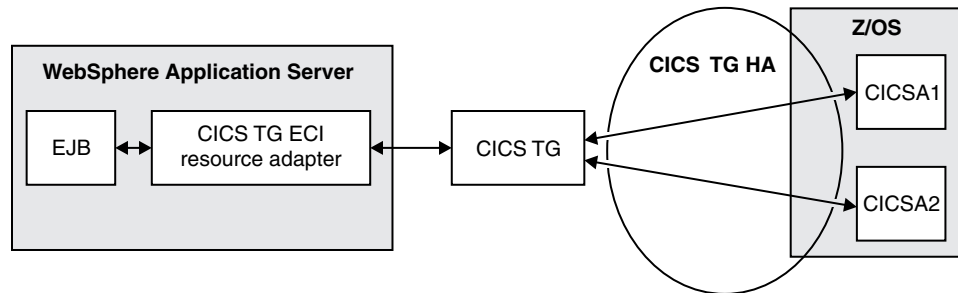 WebSphere Application Server
EJB
CICS TG ECI
resource adapter
CICS TG
CICS TG HA
Z/OS
CICSA1
CICSA2